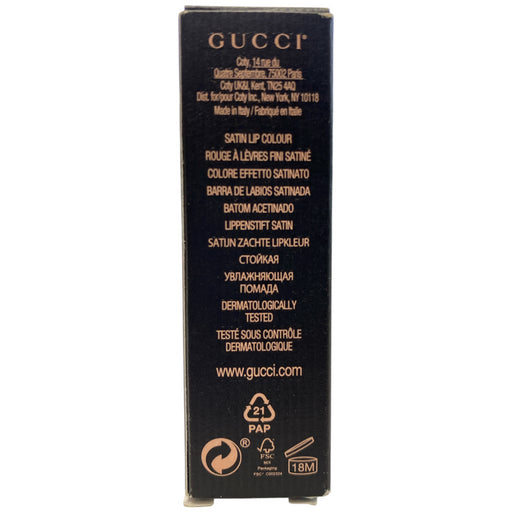 GUCCI®
Coty, 14 rue du
Quatre Septembre, 75002 Paris
Coty UK&I, Kent, TN25 4AQ
Dist. for/pour Coty Inc., New York, NY 10118
Made in Italy / Fabriqué en Italie
SATIN LIP COLOUR
ROUGE À LÈVRES FINI SATINÉ
COLORE EFFETTO SATINATO
BARRA DE LABIOS SATINADA
BATOM ACETINADO
LIPPENSTIFT SATIN
SATIJN ZACHTE LIPKLEUR
СТОЙКАЯ
УВЛАЖНЯЮЩАЯ
ПОМАДА
DERMATOLOGICALLY
TESTED
TESTÉ SOUS CONTRÔLE
DERMATOLOGIQUE
www.gucci.com
21
PAP
®
FSC
MIX
Packaging
18M